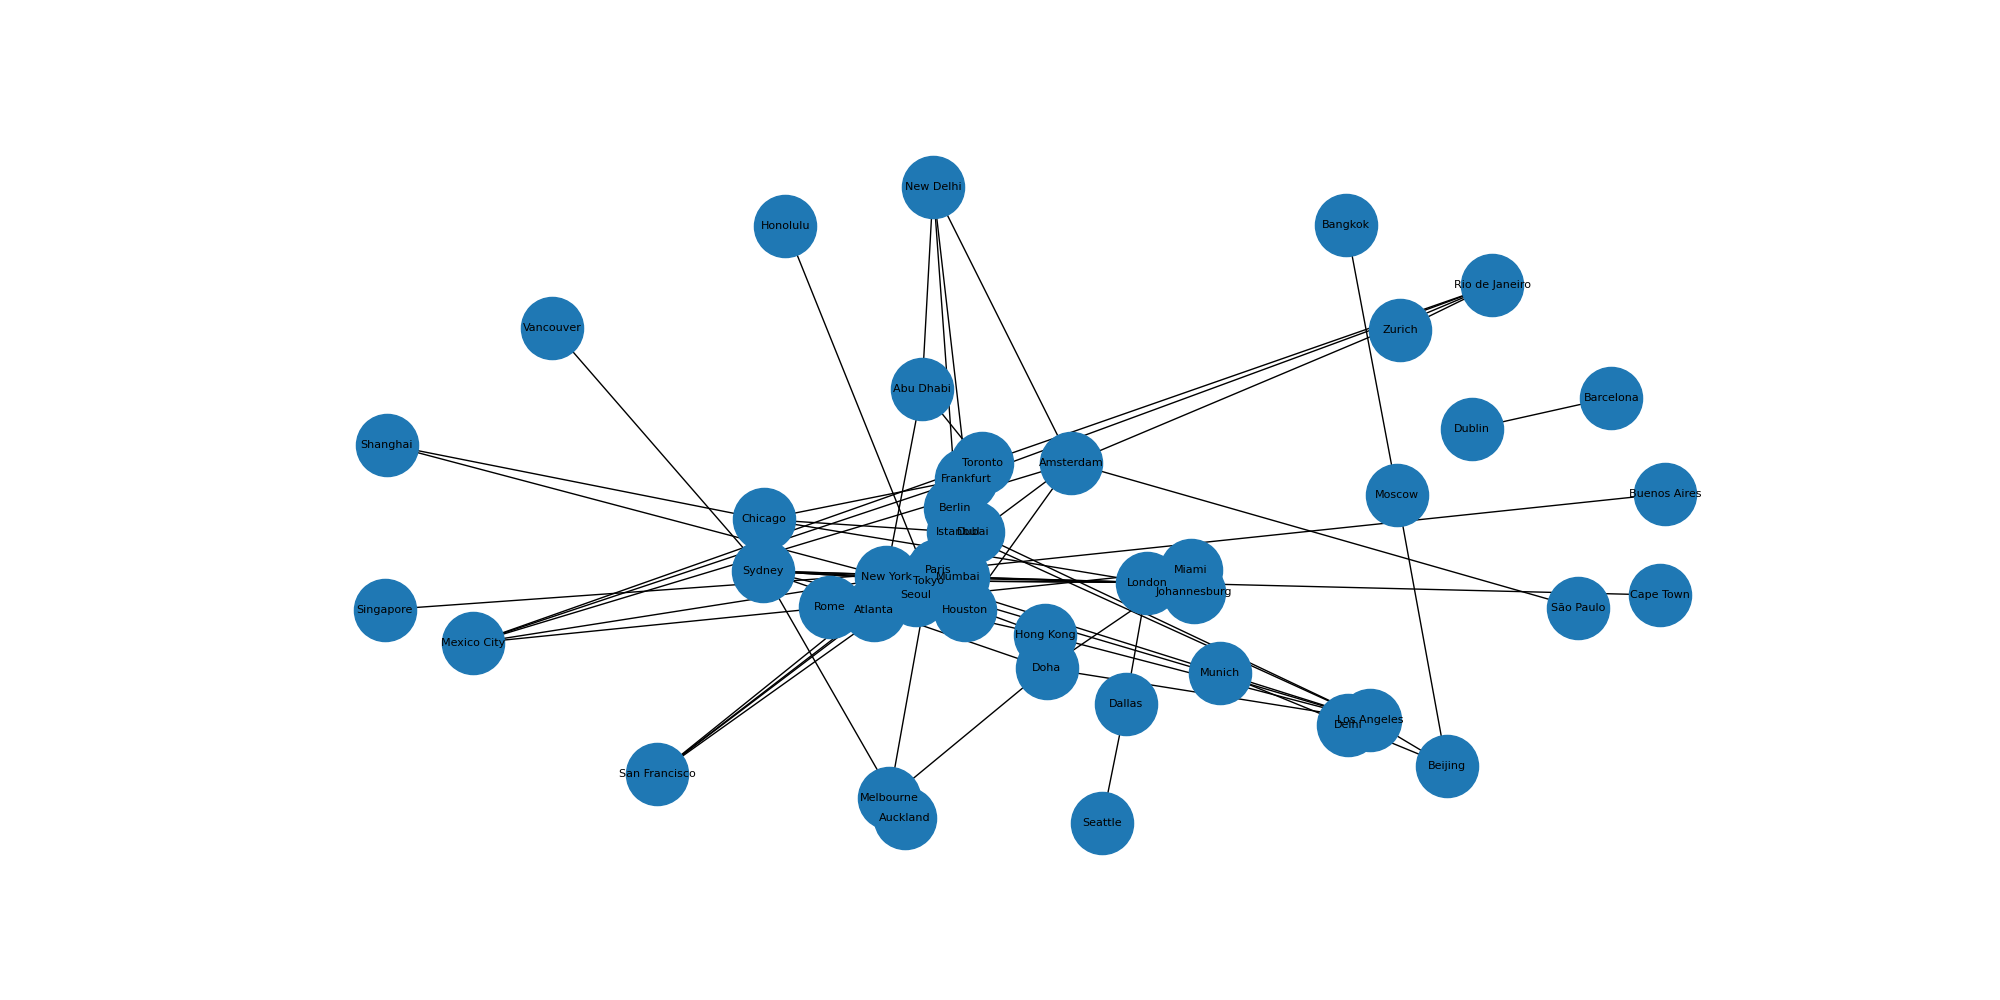 New Delhi
Honolulu
Bangkok
Rio de Janeiro
Vancouver
Zurich
Abu Dhabi
Barcelona
Dublin
Shanghai
Toronto
Amsterdam
Frankfurt
Moscow
Buenos Aires
Berlin
Chicago
Istanbul
Dubai
Paris
Miami
Sydney
New York
Mumbai
Tokyo
London
Johannesburg
Seoul
Cape Town
Rome
São Paulo
Singapore
Atlanta
Houston
Hong Kong
Mexico City
Doha
Munich
Dallas
Los Angeles
Delhi
Beijing
San Francisco
Melbourne
Auckland
Seattle